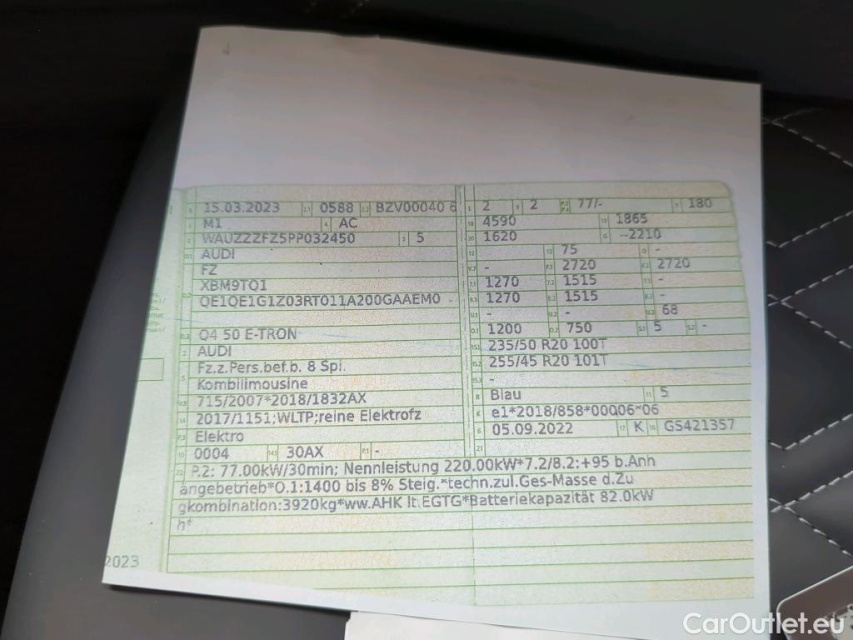 15.03.2023 0588 BZV00040 6 2 2 77/- 180
M1 AC 4590 1865
WAUZZZFZ5PP032450 5 1620 --2210
AUDI 75 -
FZ - 2720 2720
XBM9TQ1 1270 1515 -
QE1QE1G1Z03RT011A200GAAEM0 1270 1515 -
- - 68
Q4 50 E-TRON 1200 750 5 -
AUDI 235/50 R20 100T
Fz.z.Pers.bef.b. 8 Spl. 255/45 R20 101T
Kombilimousine -
715/2007*2018/1832AX Blau 5
2017/1151;WLTP;reine Elektrofz e1*2018/858*00006*06
Elektro 05.09.2022 K GS421357
0004 30AX -
P.2: 77.00kW/30min; Nennleistung 220.00kW*7.2/8.2:+95 b.Anh
angebetrieb*O.1:1400 bis 8% Steig.*techn.zul.Ges-Masse d.Zu
gkombination:3920kg*ww.AHK lt.EGTG*Batteriekapazität 82.0kW
h*
2023
CarOutlet.eu